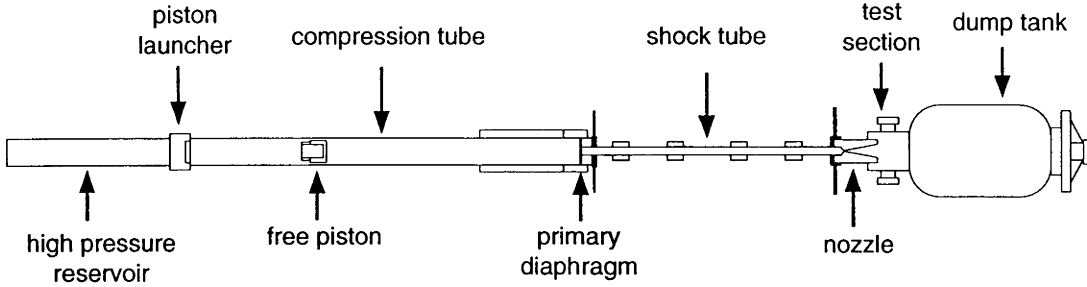 piston
launcher
compression tube
shock tube
test
section
dump tank
high pressure
reservoir
free piston
primary
diaphragm
nozzle